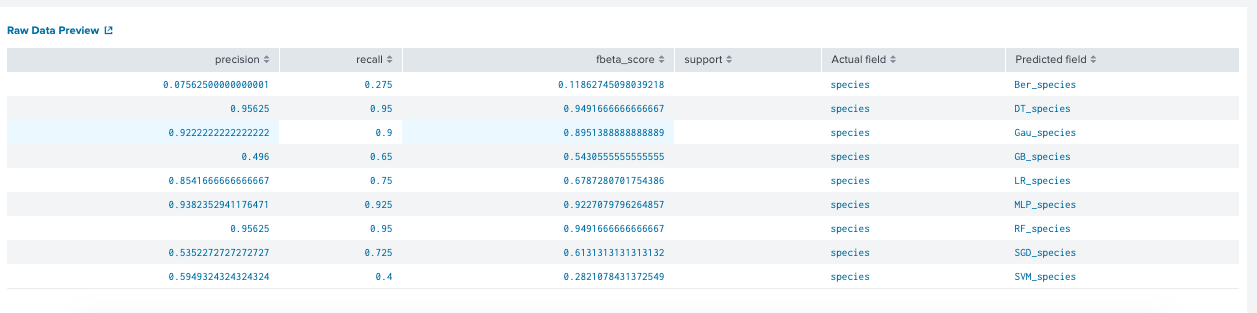 Raw Data Preview
precision recall fbeta_score support Actual field Predicted field
0.07562500000000001 0.275 0.11862745098039218 species Ber_species
0.95625 0.95 0.9491666666666667 species DT_species
0.9222222222222222 0.9 0.8951388888888889 species Gau_species
0.496 0.65 0.5430555555555555 species GB_species
0.8541666666666667 0.75 0.6787280701754386 species LR_species
0.9382352941176471 0.925 0.9227079796264857 species MLP_species
0.95625 0.95 0.9491666666666667 species RF_species
0.5352272727272727 0.725 0.6131313131313132 species SGD_species
0.5949324324324324 0.4 0.2821078431372549 species SVM_species